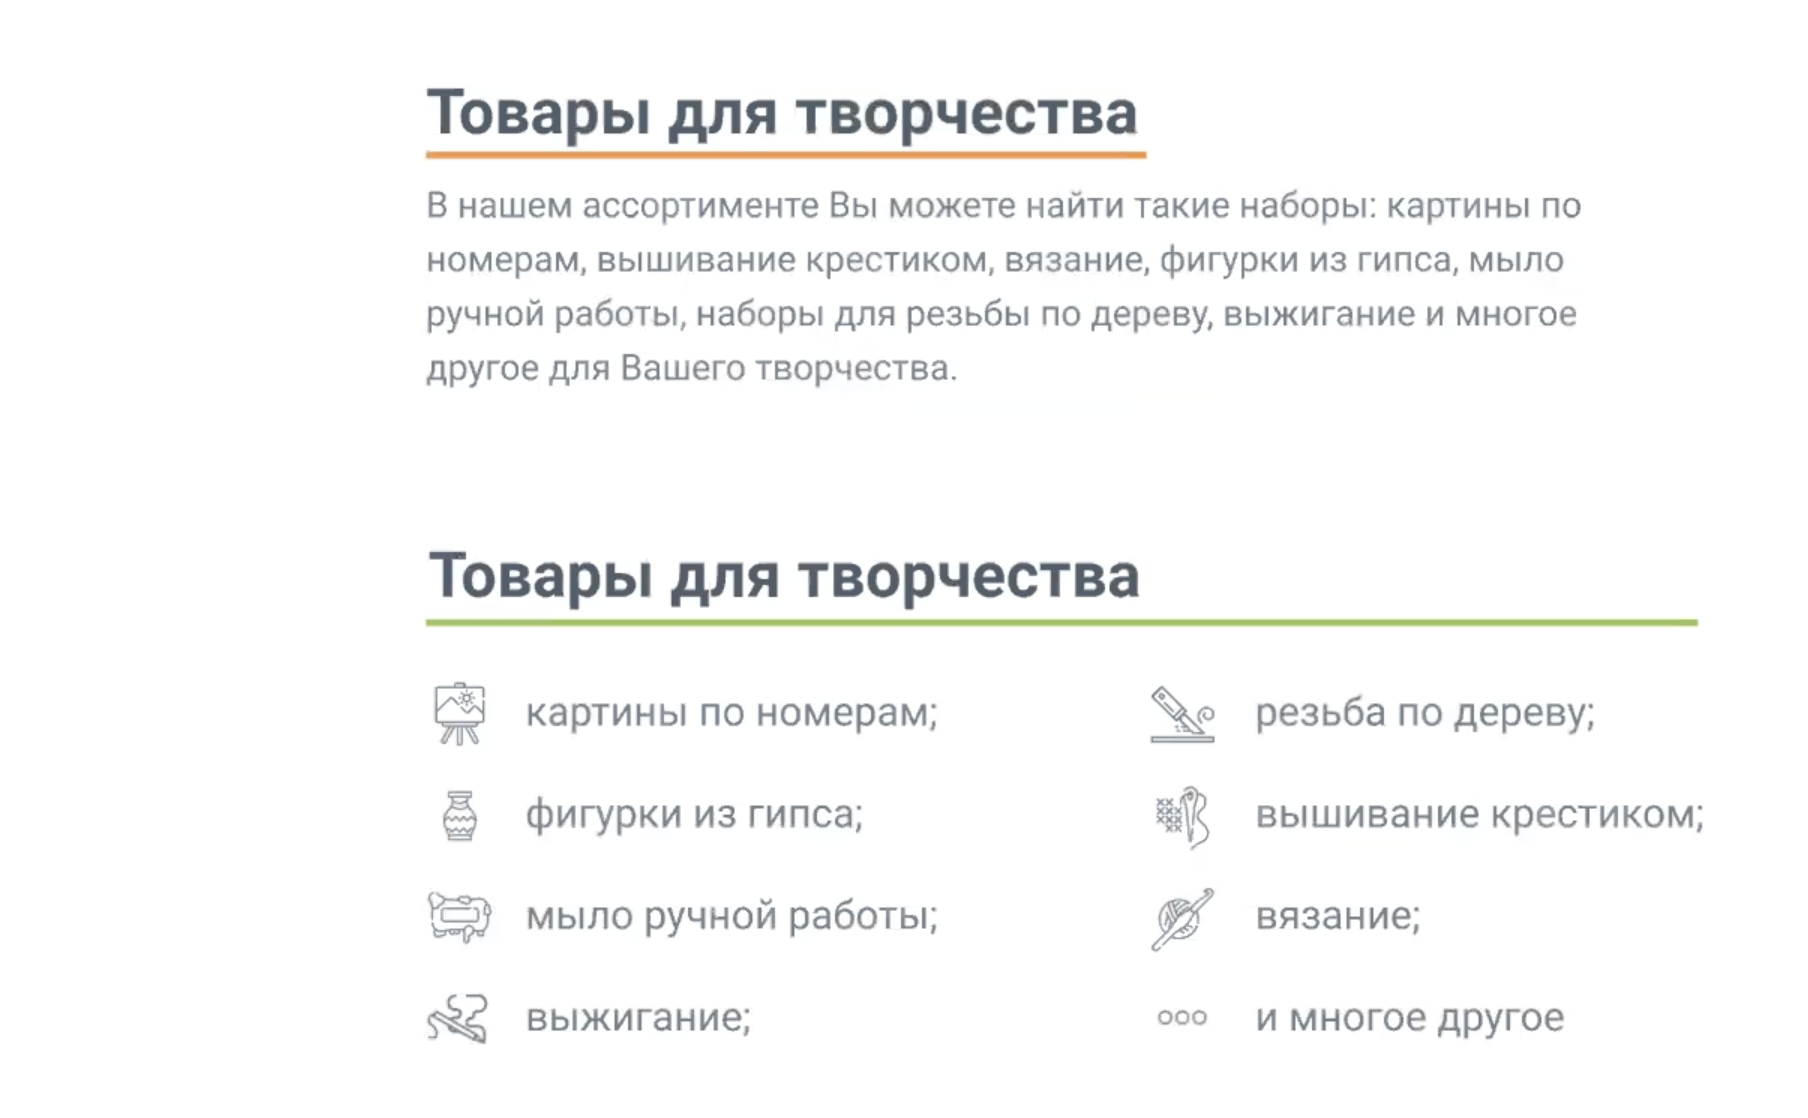 Товары для творчества
В нашем ассортименте Вы можете найти такие наборы: картины по
номерам, вышивание крестиком, вязание, фигурки из гипса, мыло
ручной работы, наборы для резьбы по дереву, выжигание и многое
другое для Вашего творчества.
Товары для творчества
картины по номерам;
фигурки из гипса;
мыло ручной работы;
выжигание;
резьба по дереву;
вышивание крестиком;
вязание;
и многое другое